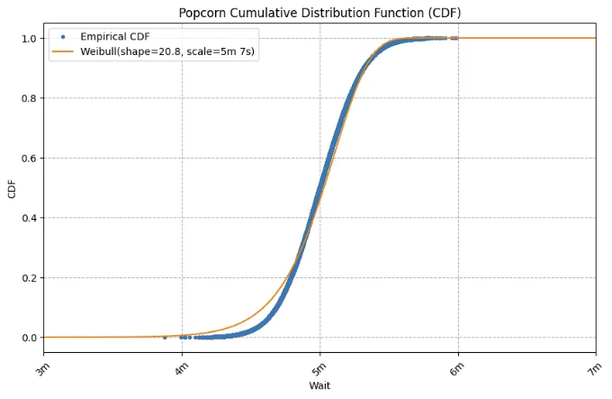 Popcorn Cumulative Distribution Function (CDF)
Empirical CDF
Weibull(shape=20.8, scale=5m 7s)
1.0
0.8
0.6
0.4
0.2
0.0
CDF
3m
4m
5m
6m
7m
Wait